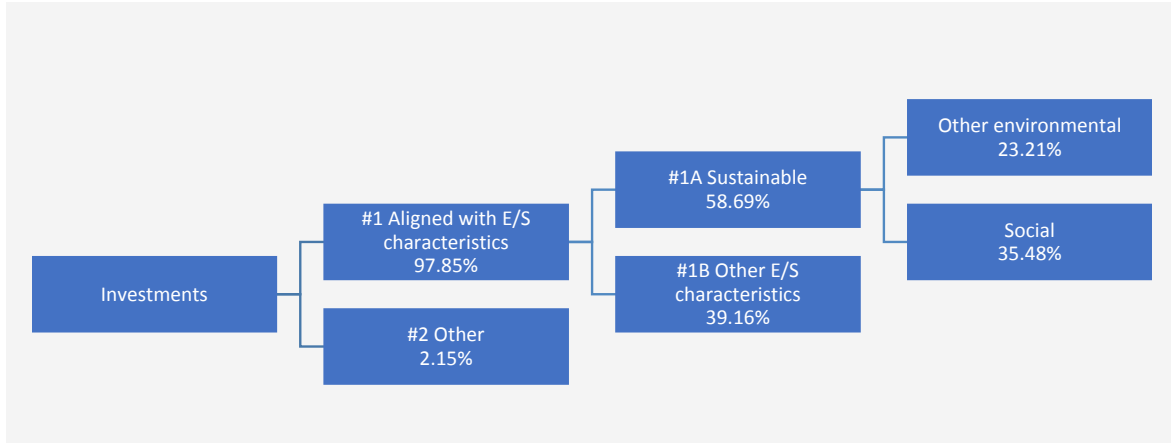 Investments
#1 Aligned with E/S
characteristics
97.85%
#2 Other
2.15%
#1A Sustainable
58.69%
#1B Other E/S
characteristics
39.16%
Other environmental
23.21%
Social
35.48%